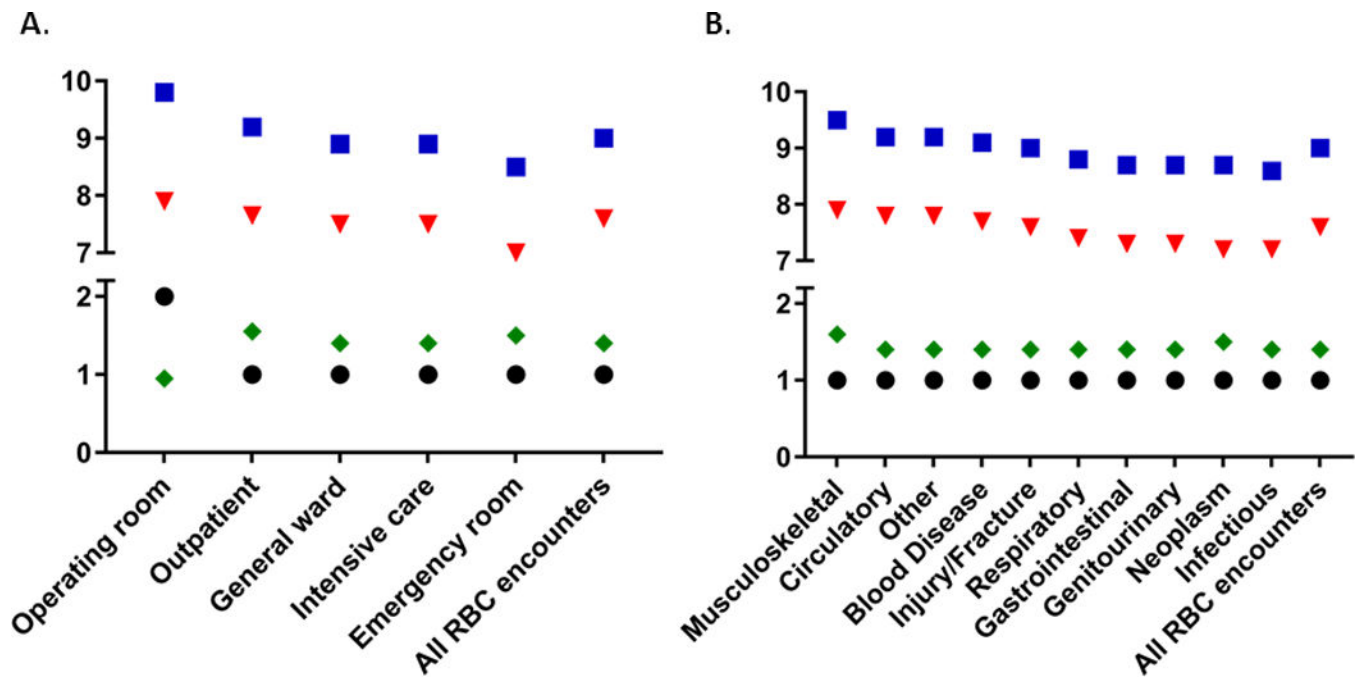 A.
10
9
8
7
2
1
0
Operating room
Outpatient
General ward
Intensive care
Emergency room
All RBC encounters
B.
10
9
8
7
2
1
0
Musculoskeletal
Circulatory
Other
Blood Disease
Injury/Fracture
Respiratory
Gastrointestinal
Genitourinary
Neoplasm
Infectious
All RBC encounters